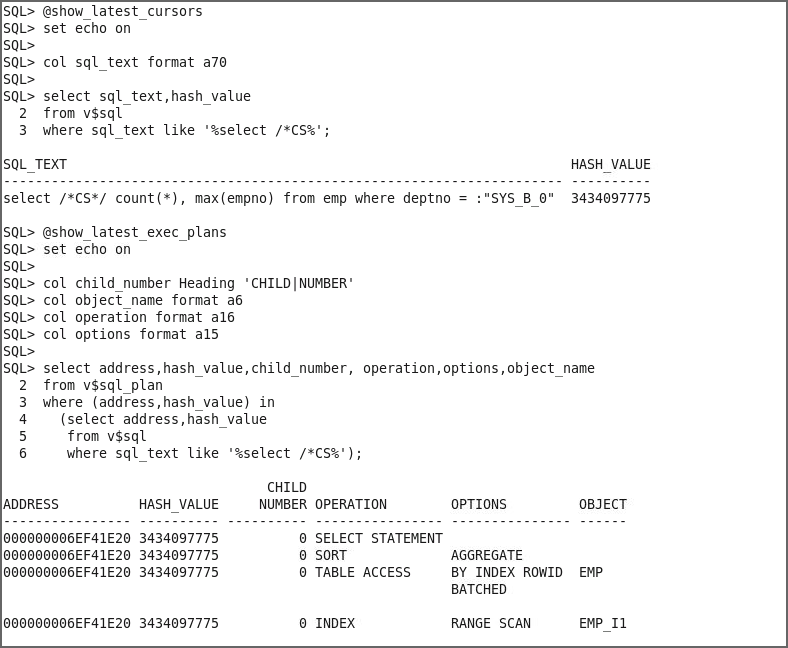 SQL> @show_latest_cursors
SQL> set echo on
SQL>
SQL> col sql_text format a70
SQL>
SQL> select sql_text,hash_value
  2  from v$sql
  3  where sql_text like '%select /*CS%';

SQL_TEXT                                                               HASH_VALUE
---------------------------------------------------------------------- ----------
select /*CS*/ count(*), max(empno) from emp where deptno = :"SYS_B_0"  3434097775

SQL> @show_latest_exec_plans
SQL> set echo on
SQL>
SQL> col child_number Heading 'CHILD|NUMBER'
SQL> col object_name format a6
SQL> col operation format a16
SQL> col options format a15
SQL>
SQL> select address,hash_value,child_number, operation,options,object_name
  2  from v$sql_plan
  3  where (address,hash_value) in
  4    (select address,hash_value
  5     from v$sql
  6     where sql_text like '%select /*CS%');

                                 CHILD
ADDRESS          HASH_VALUE     NUMBER OPERATION        OPTIONS         OBJECT
---------------- ---------- ---------- ---------------- --------------- ------
000000006EF41E20 3434097775          0 SELECT STATEMENT
000000006EF41E20 3434097775          0 SORT             AGGREGATE
000000006EF41E20 3434097775          0 TABLE ACCESS     BY INDEX ROWID  EMP
                                                        BATCHED

000000006EF41E20 3434097775          0 INDEX            RANGE SCAN      EMP_I1